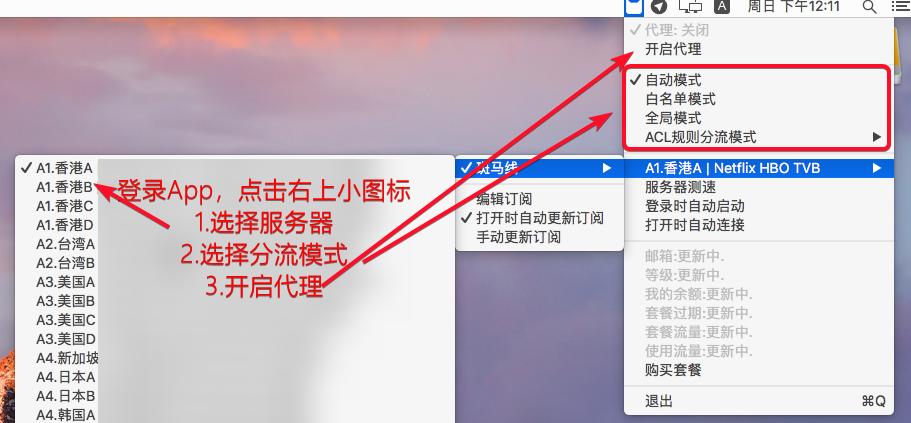 A
周日 下午12:11
✓ 代理: 关闭
开启代理
✓ 自动模式
白名单模式
全局模式
ACL规则分流模式
A1.香港A | Netflix HBO TVB
服务器测速
登录时自动启动
打开时自动连接
邮箱:更新中.
等级:更新中.
我的余额:更新中.
套餐过期:更新中.
套餐流量:更新中.
使用流量:更新中.
购买套餐
退出 ⌘Q
✓ 斑马线
编辑订阅
✓ 打开时自动更新订阅
手动更新订阅
✓ A1.香港A
A1.香港B
A1.香港C
A1.香港D
A2.台湾A
A2.台湾B
A3.美国A
A3.美国B
A3.美国C
A3.美国D
A4.新加坡
A4.日本A
A4.日本B
A4.韩国A
登录App，点击右上小图标
1.选择服务器
2.选择分流模式
3.开启代理